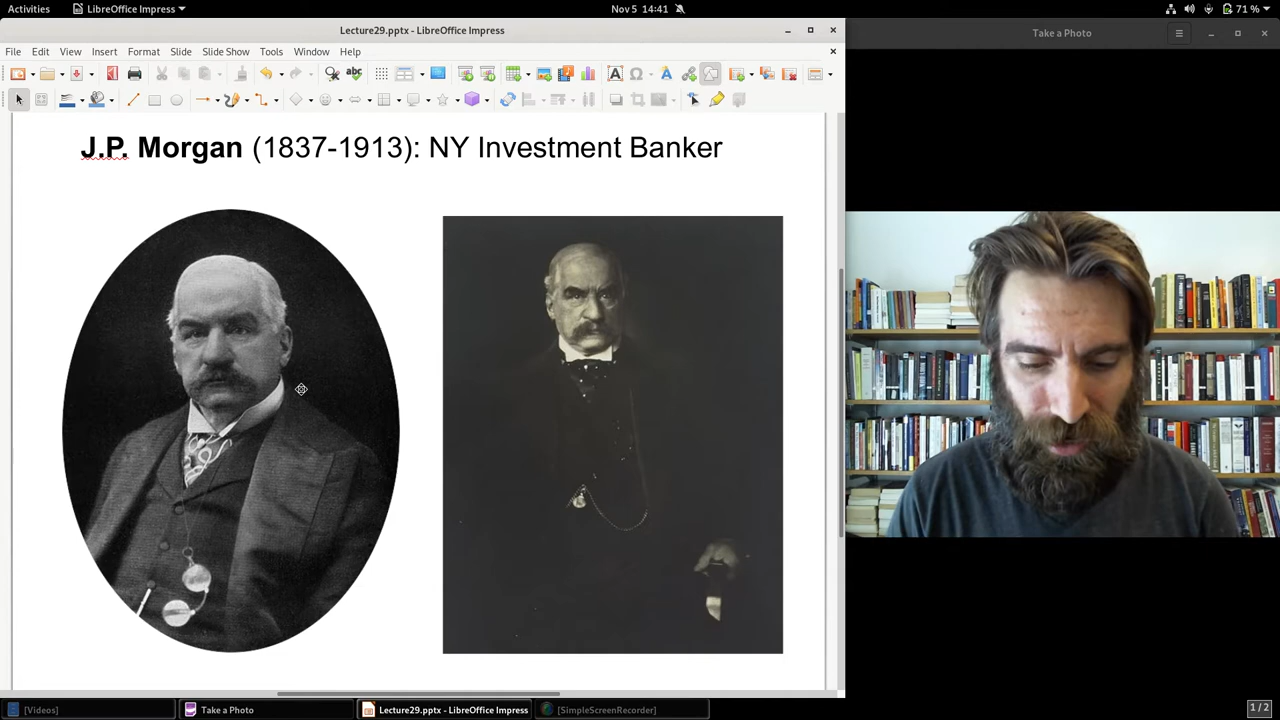 Activities LibreOffice Impress Nov 5 14:41 71 %
Lecture29.pptx - LibreOffice Impress Take a Photo
File Edit View Insert Format Slide Slide Show Tools Window Help
abc
J.P. Morgan (1837-1913): NY Investment Banker
[Videos] Take a Photo Lecture29.pptx - LibreOffice Impress [SimpleScreenRecorder] 1/2